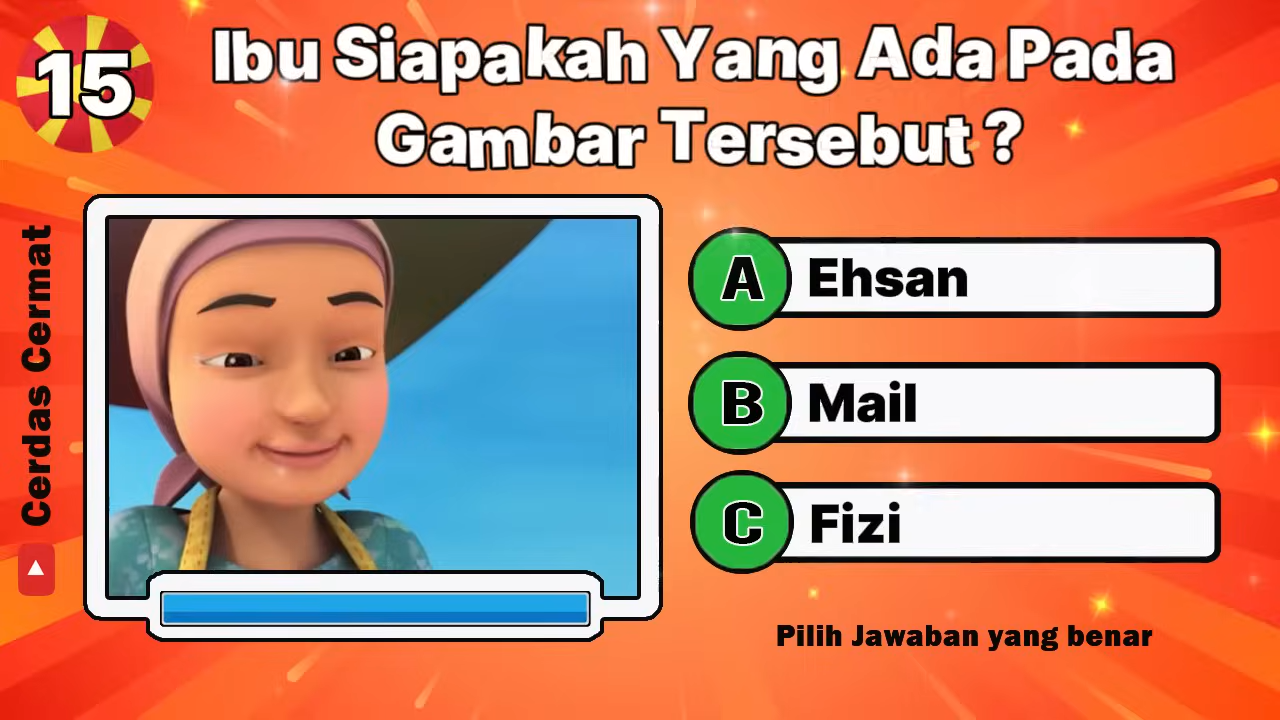 15
Ibu Siapakah Yang Ada Pada
Gambar Tersebut ?
Cerdas Cermat
A Ehsan
B Mail
C Fizi
Pilih Jawaban yang benar